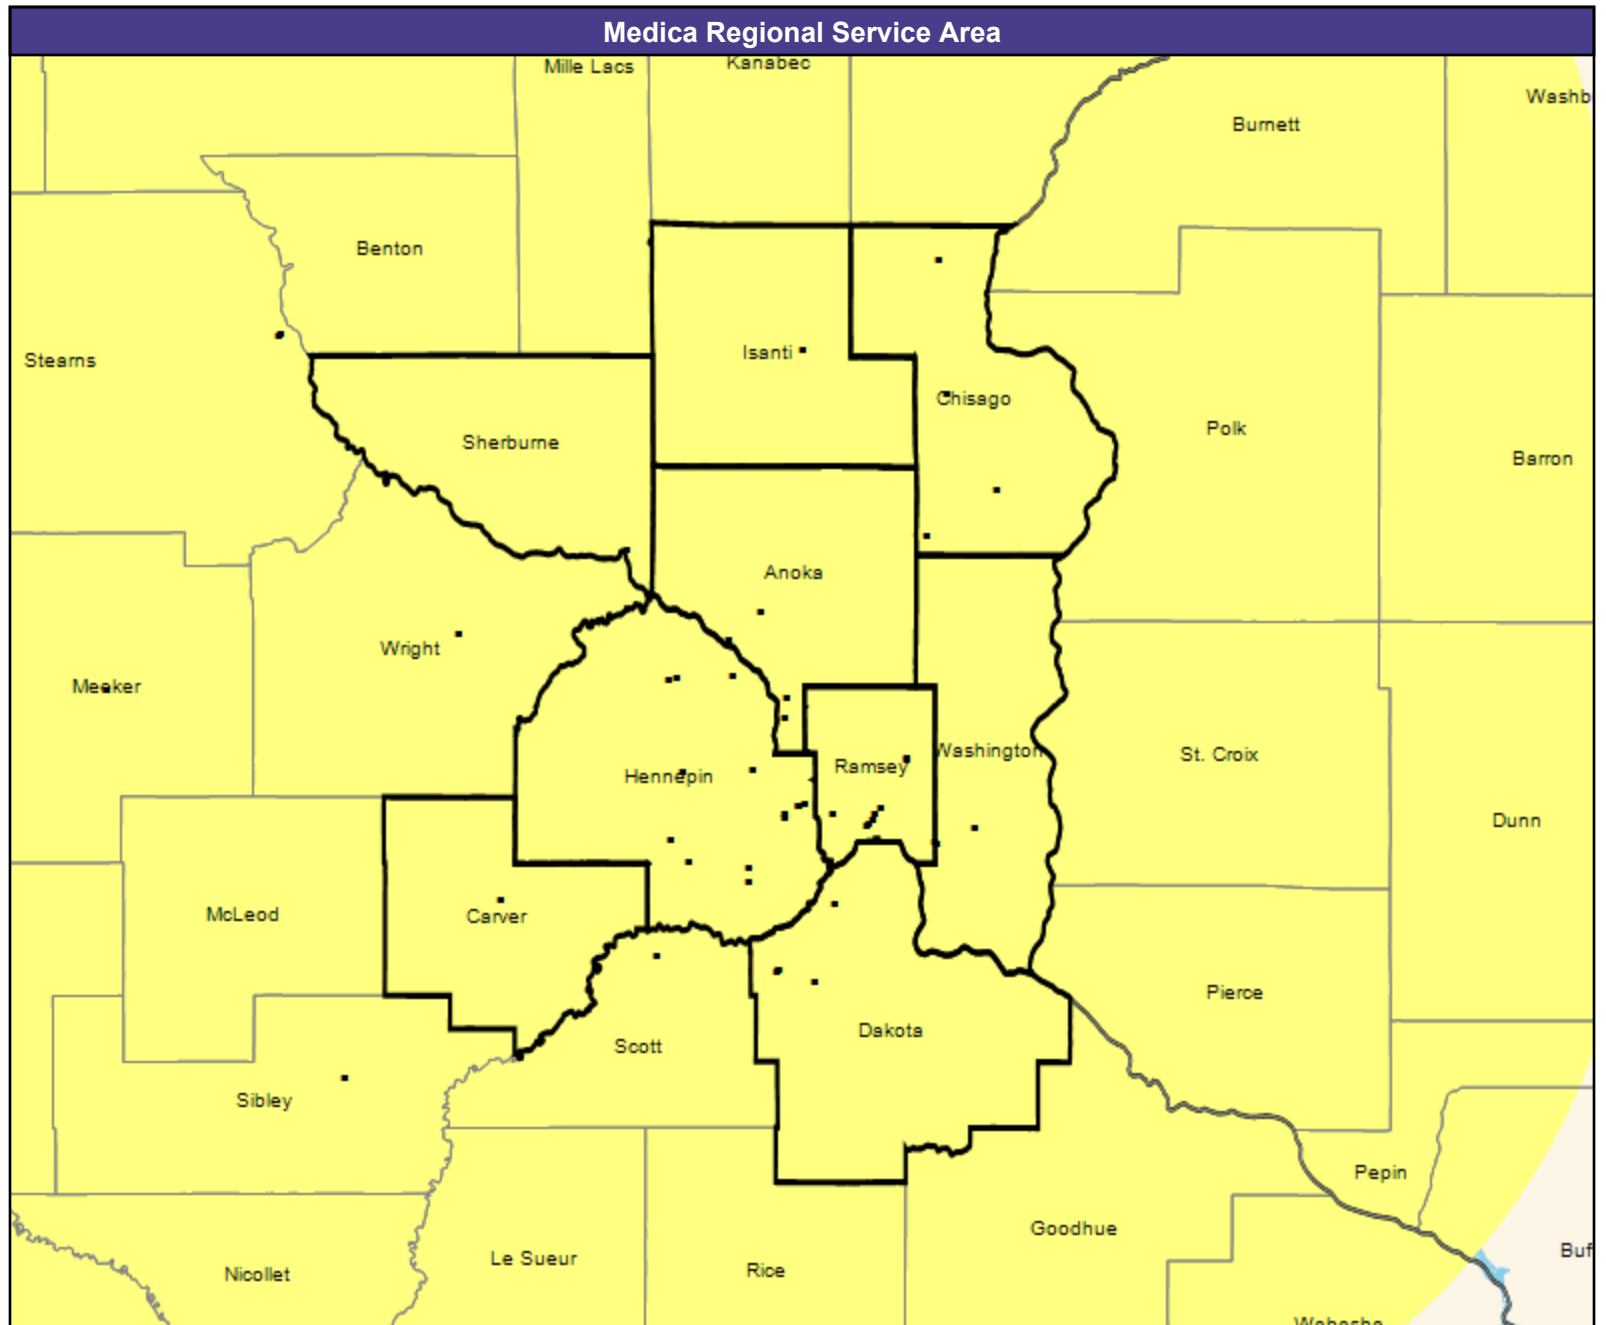 Medica Regional Service Area
Mille Lacs
Kanabec
Washb
Burnett
Benton
Stearns
Isanti
Chisago
Sherburne
Polk
Barron
Anoka
Wright
Meeker
Washington
St. Croix
Ramsey
Hennepin
Dunn
McLeod
Carver
Pierce
Dakota
Scott
Sibley
Pepin
Goodhue
Buf
Le Sueur
Rice
Nicollet
Wabasha